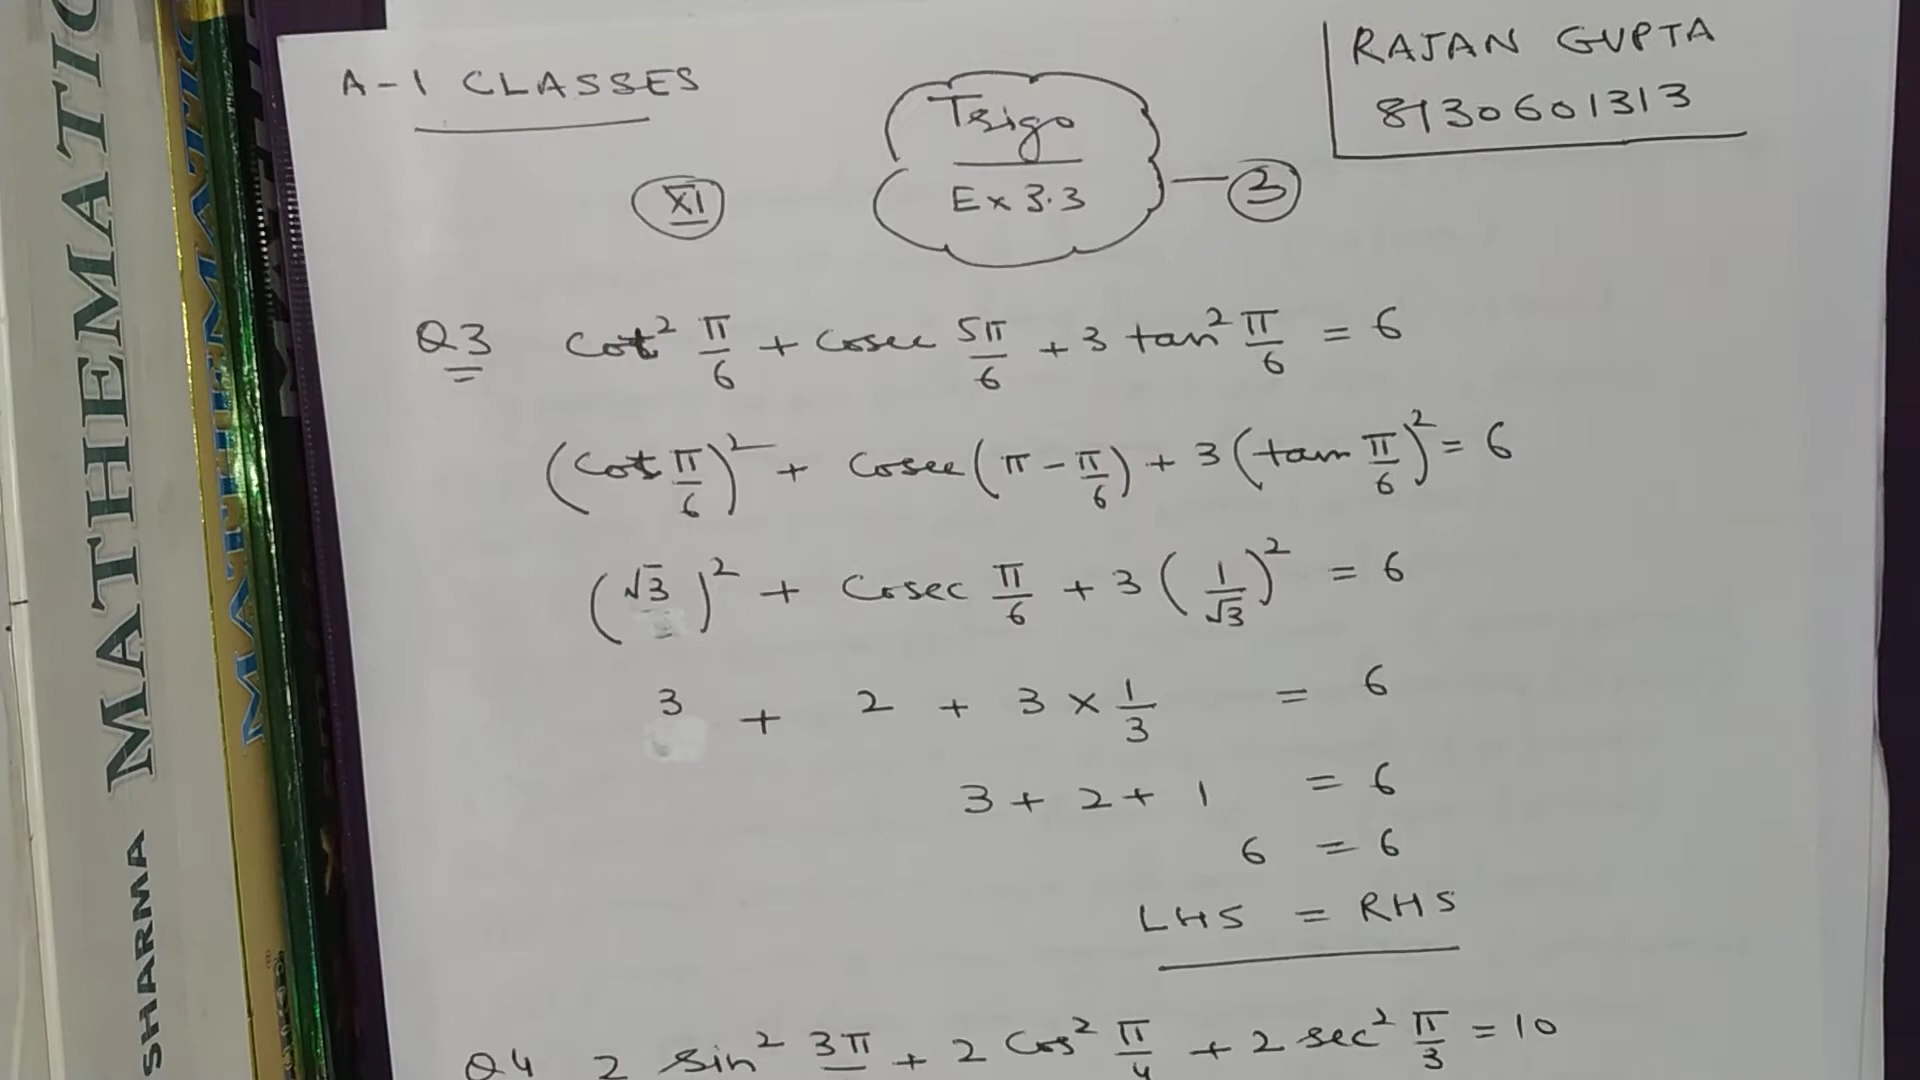 MATHEMATIC
SHARMA
MATHEMATIC
A-1 CLASSES
RAJAN GUPTA
8130601313
XI
Trigo
Ex 3.3
3
Q3 cot² π/6 + cosec 5π/6 + 3 tan² π/6 = 6
(cot π/6)² + cosec(π - π/6) + 3(tan π/6)² = 6
(√3)² + cosec π/6 + 3(1/√3)² = 6
3 + 2 + 3 × 1/3 = 6
3 + 2 + 1 = 6
6 = 6
LHS = RHS
Q4 2 sin² 3π + 2 cos² π/4 + 2 sec² π/3 = 10